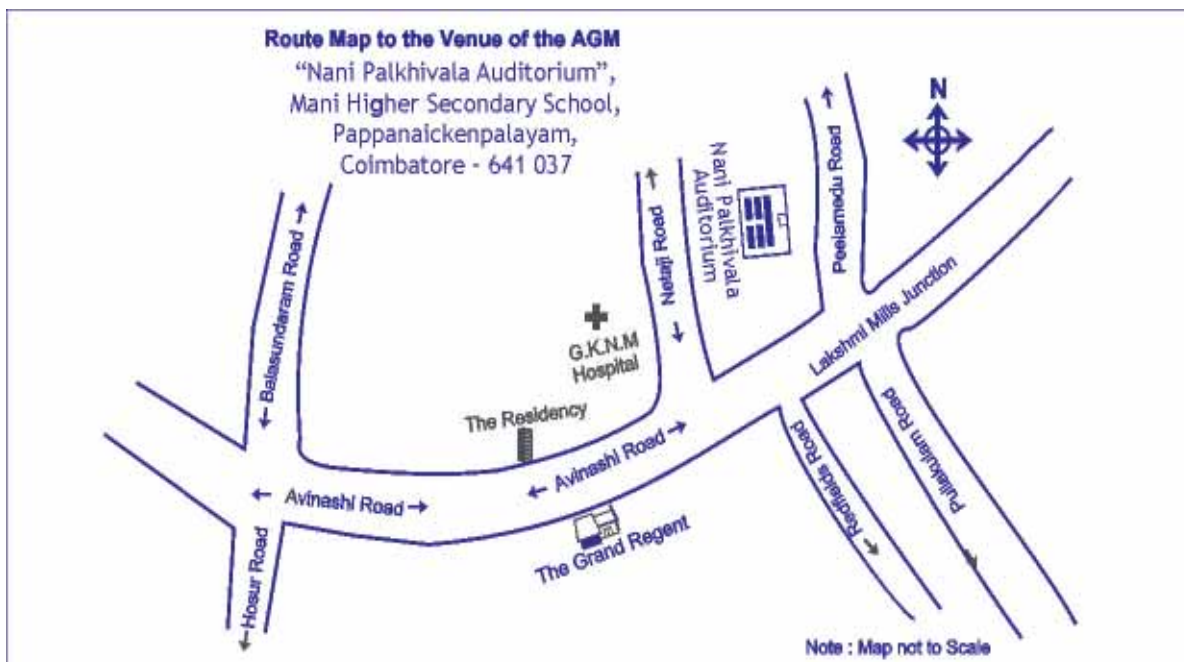 Route Map to the Venue of the AGM
“Nani Palkhivala Auditorium”,
Mani Higher Secondary School,
Pappanaickenpalayam,
Coimbatore - 641 037
N
Balasundaram Road
Netaji Road
Nani Palkhivala
Auditorium
Peelamedu Road
Lakshmi Mills Junction
G.K.N.M
Hospital
The Residency
Avinashi Road
Avinashi Road
The Grand Regent
Redfields Road
Puliakulam Road
Hosur Road
Note : Map not to Scale